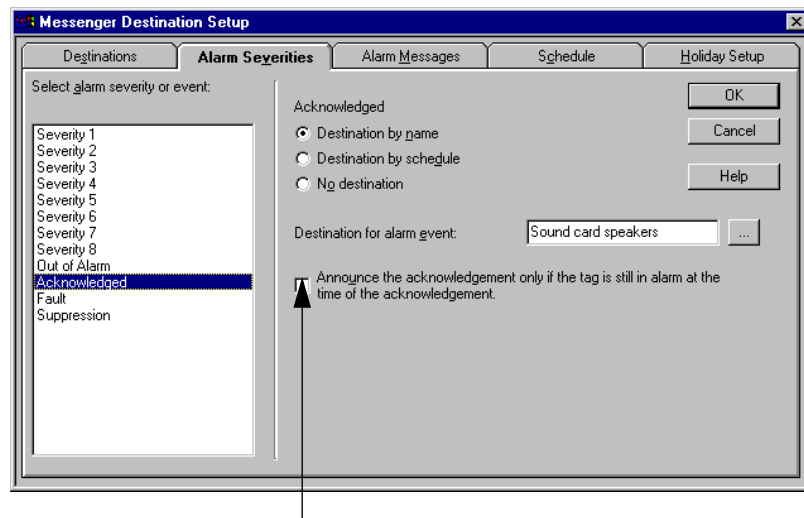 Messenger Destination Setup
Destinations
Alarm Severities
Alarm Messages
Schedule
Holiday Setup
Select alarm severity or event:
Severity 1
Severity 2
Severity 3
Severity 4
Severity 5
Severity 6
Severity 7
Severity 8
Out of Alarm
Acknowledged
Fault
Suppression
Acknowledged
Destination by name
Destination by schedule
No destination
Destination for alarm event:
Sound card speakers
...
Announce the acknowledgement only if the tag is still in alarm at the
time of the acknowledgement.
OK
Cancel
Help